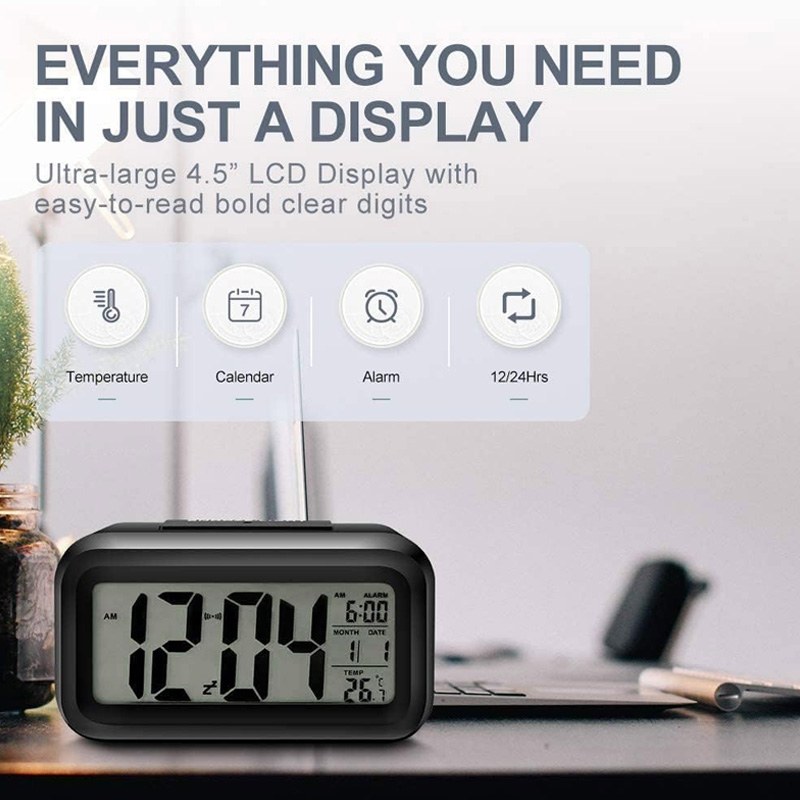 EVERYTHING YOU NEED
IN JUST A DISPLAY
Ultra-large 4.5” LCD Display with
easy-to-read bold clear digits
7
Temperature Calendar Alarm 12/24Hrs
AM 12:04 AM ALARM
6:00
MONTH DATE
1 1
TEMP
26.7 °C
zZ